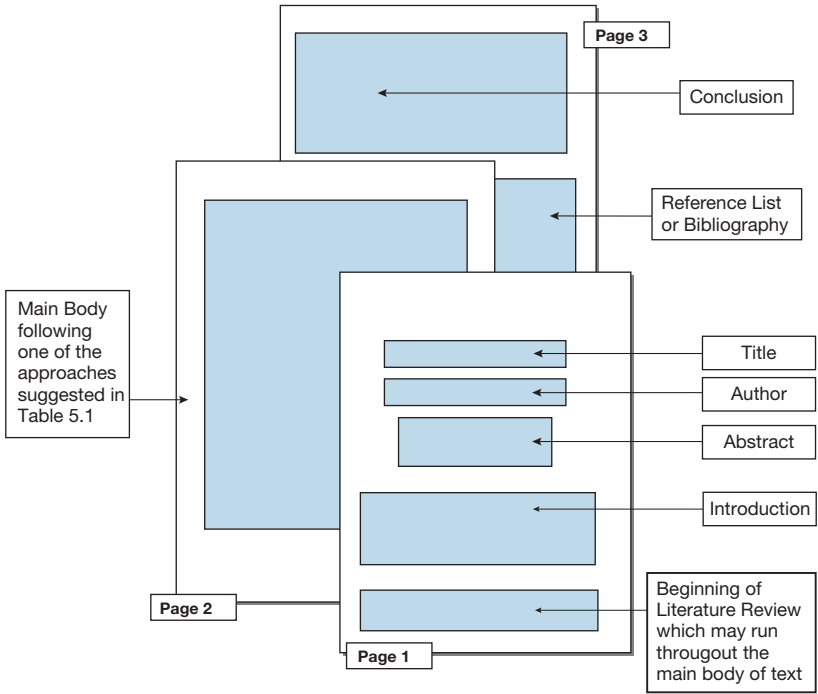 Page 3
Conclusion
Reference List
or Bibliography
Main Body
following
one of the
approaches
suggested in
Table 5.1
Title
Author
Abstract
Introduction
Beginning of
Literature Review
which may run
througout the
main body of text
Page 2
Page 1